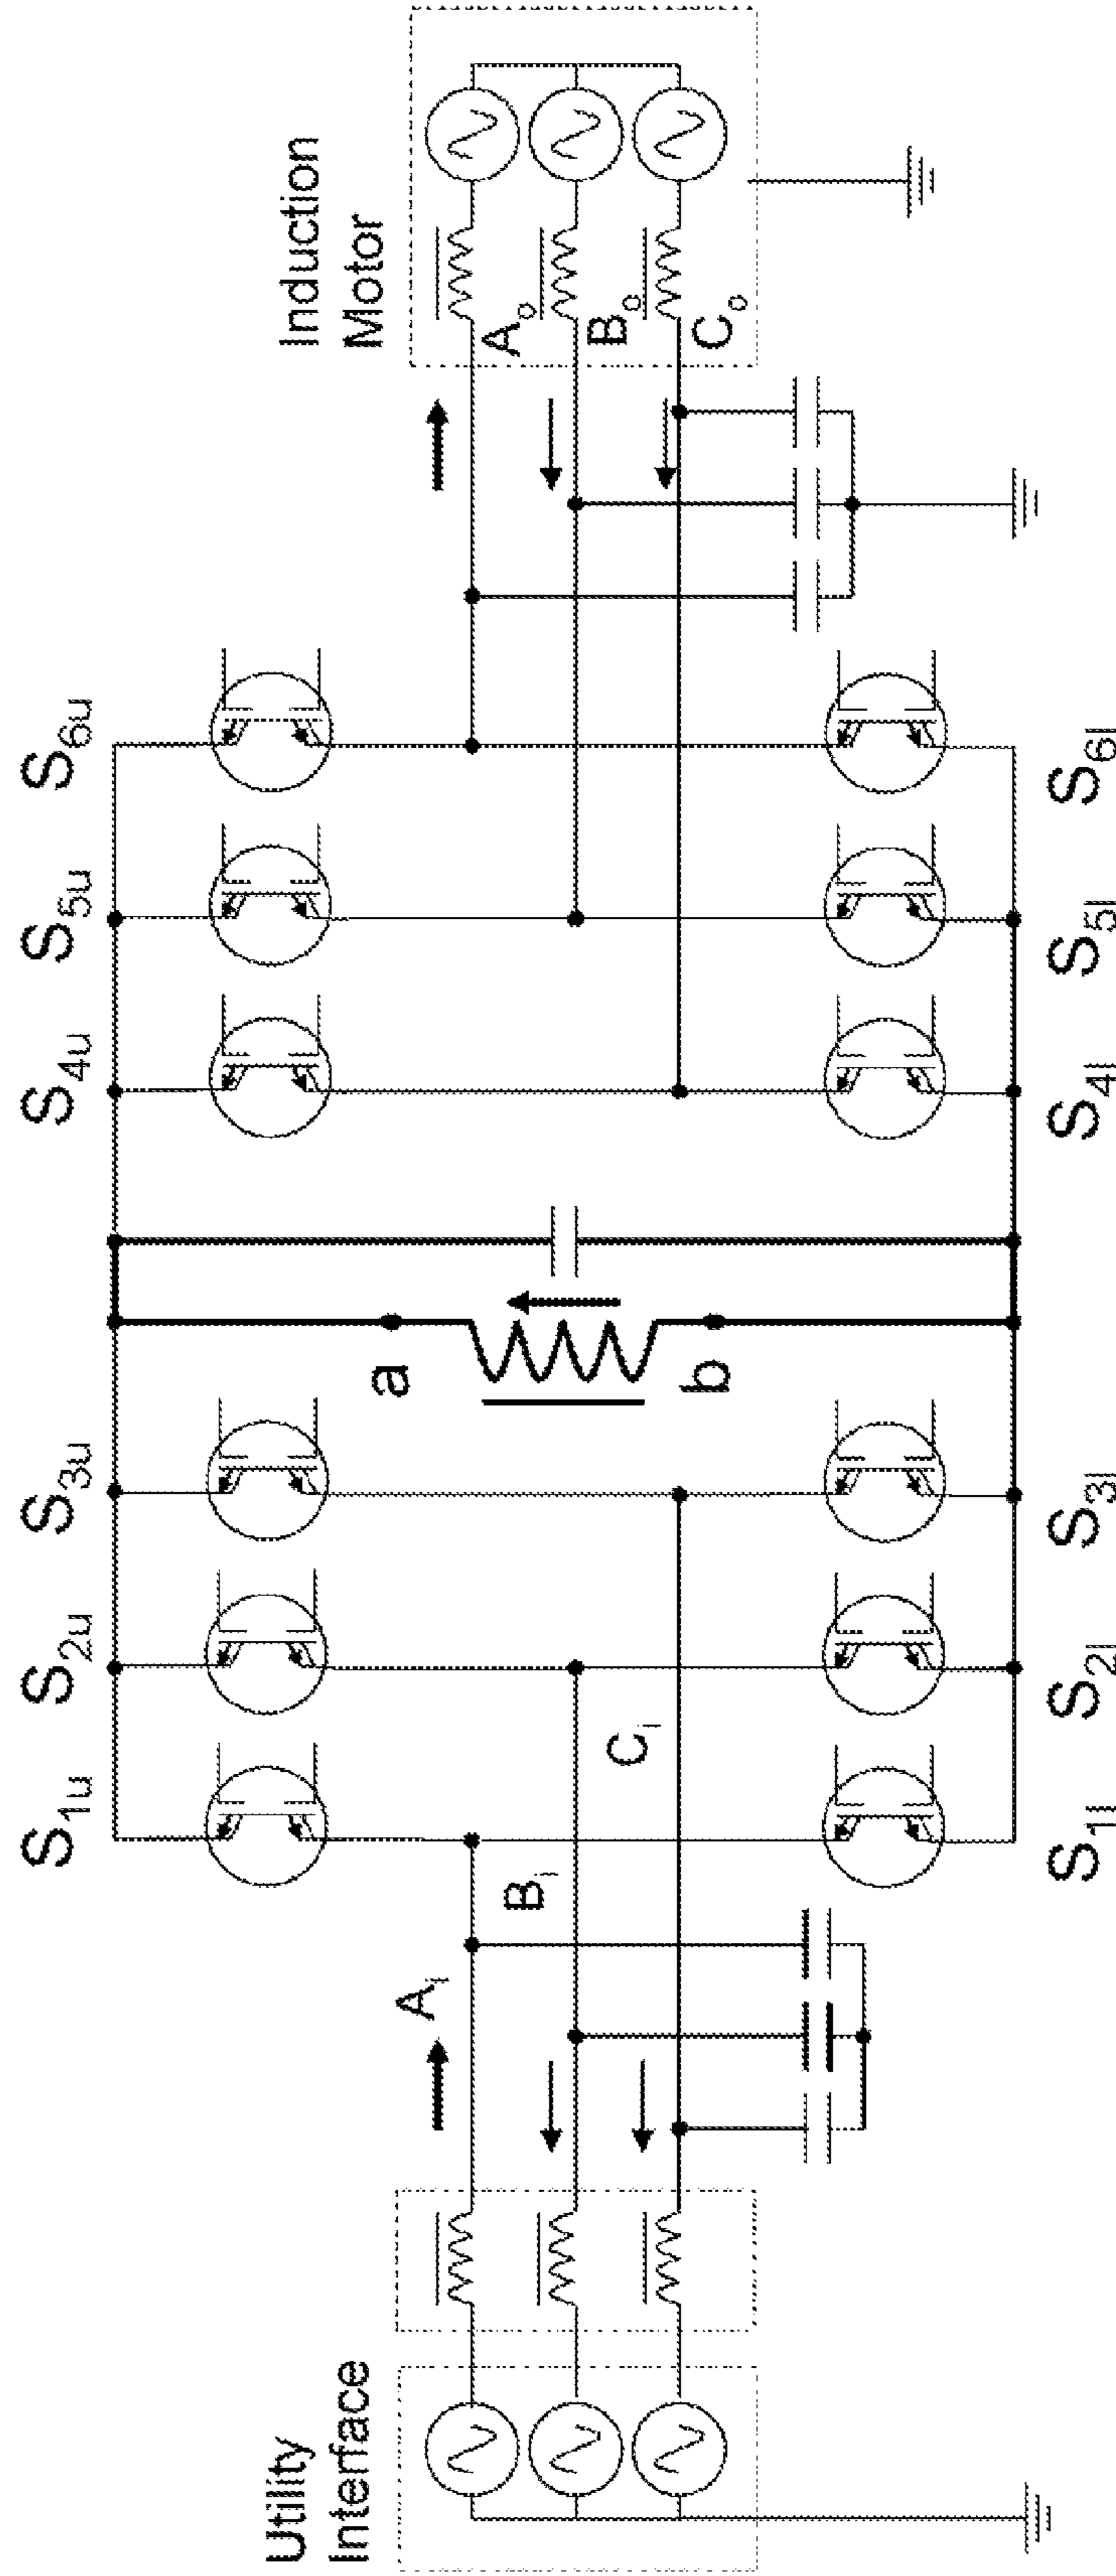 Utility
Interface
Induction
Motor
S1u
S2u
S3u
S4u
S5u
S6u
Ai
Bi
Ci
a
b
Ao
Bo
Co
S1l
S2l
S3l
S4l
S5l
S6l